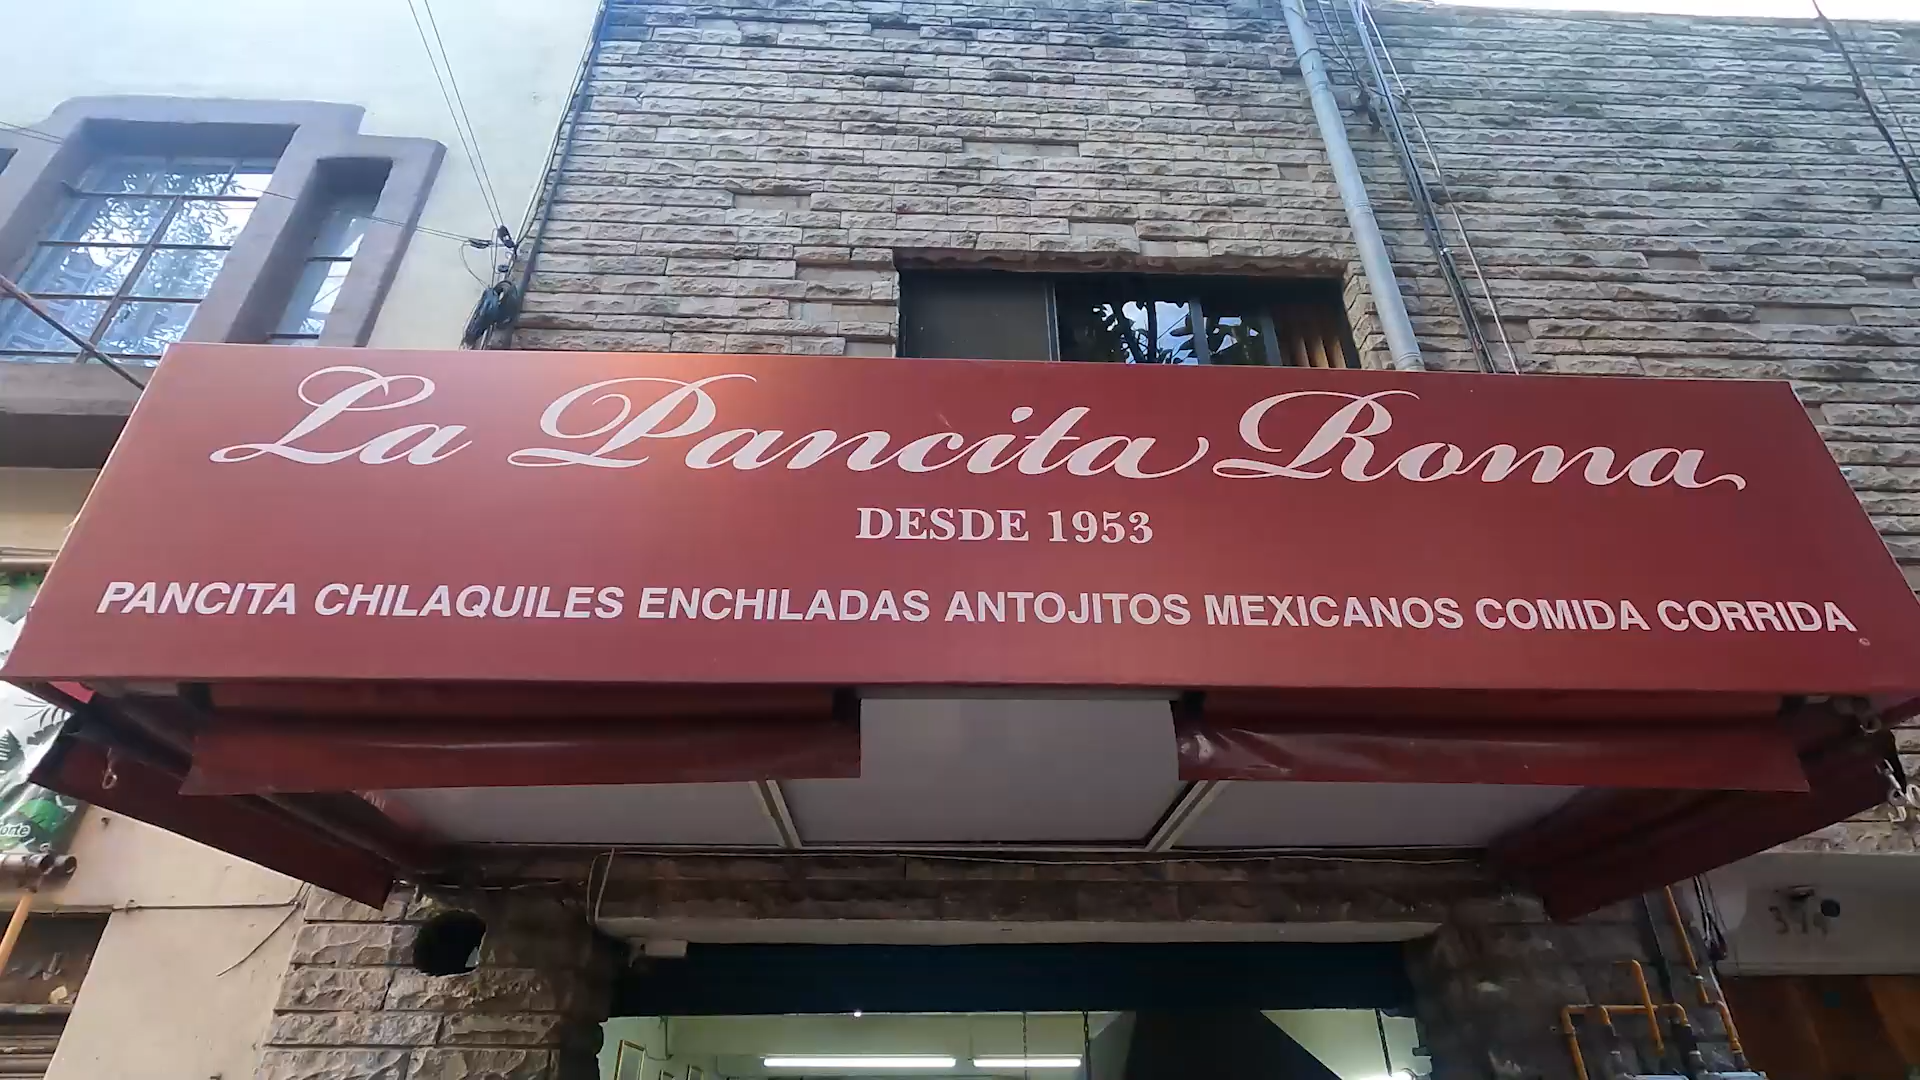 La Pancita Roma
DESDE 1953
PANCITA CHILAQUILES ENCHILADAS ANTOJITOS MEXICANOS COMIDA CORRIDA